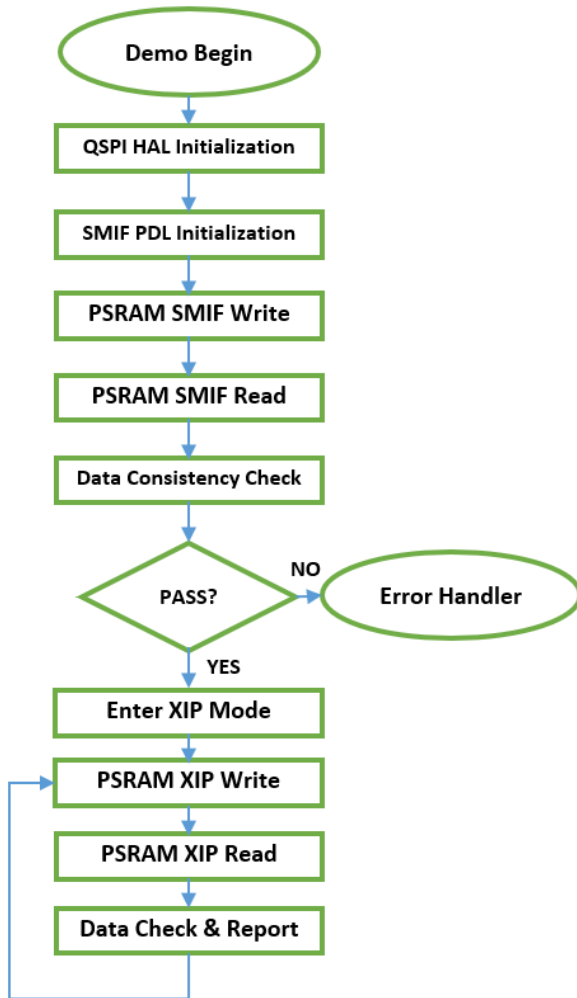 Demo Begin
QSPI HAL Initialization
SMIF PDL Initialization
PSRAM SMIF Write
PSRAM SMIF Read
Data Consistency Check
PASS?
NO
Error Handler
YES
Enter XIP Mode
PSRAM XIP Write
PSRAM XIP Read
Data Check & Report